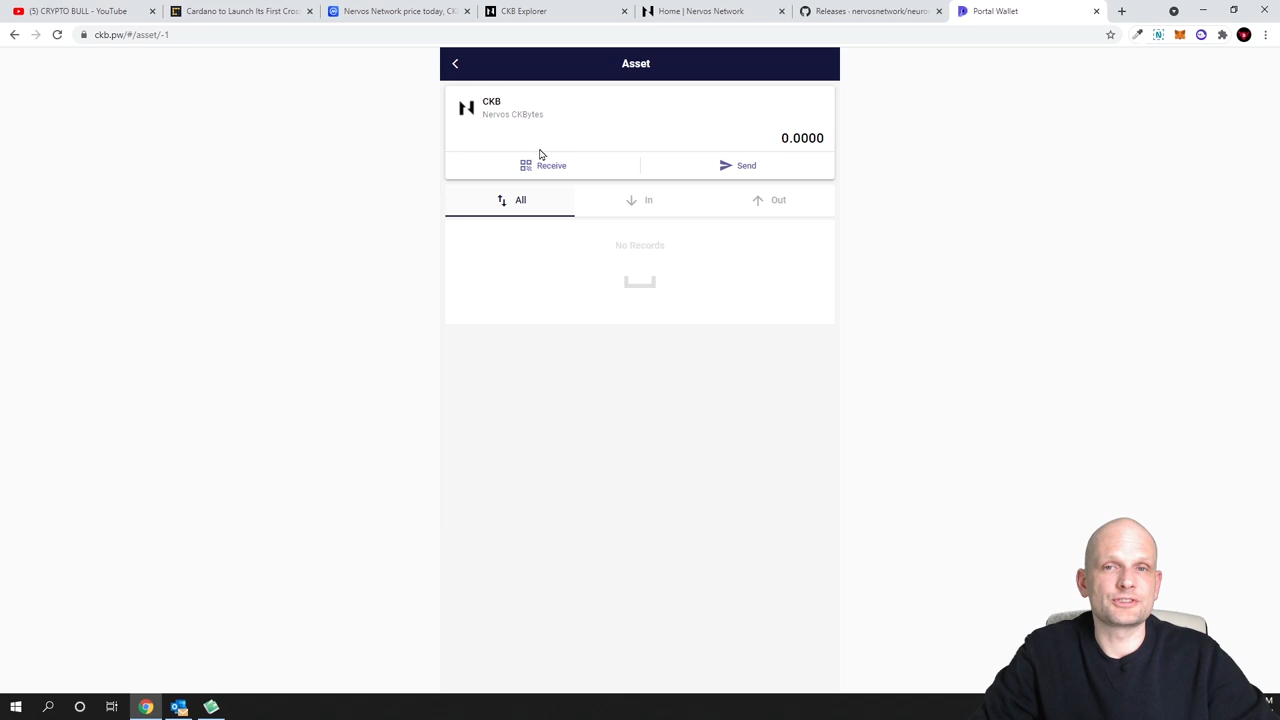 (5) CRYPTO BULL - YouTube
Cardano to Launch Its First Cros
Nervos Network price today, CK
CKB Explorer
Home | Nervos Network
Releases · nervosnetwork/neuro
Portal Wallet
ckb.pw/#/asset/-1
Asset
CKB
Nervos CKBytes
0.0000
Receive
Send
All
In
Out
No Records